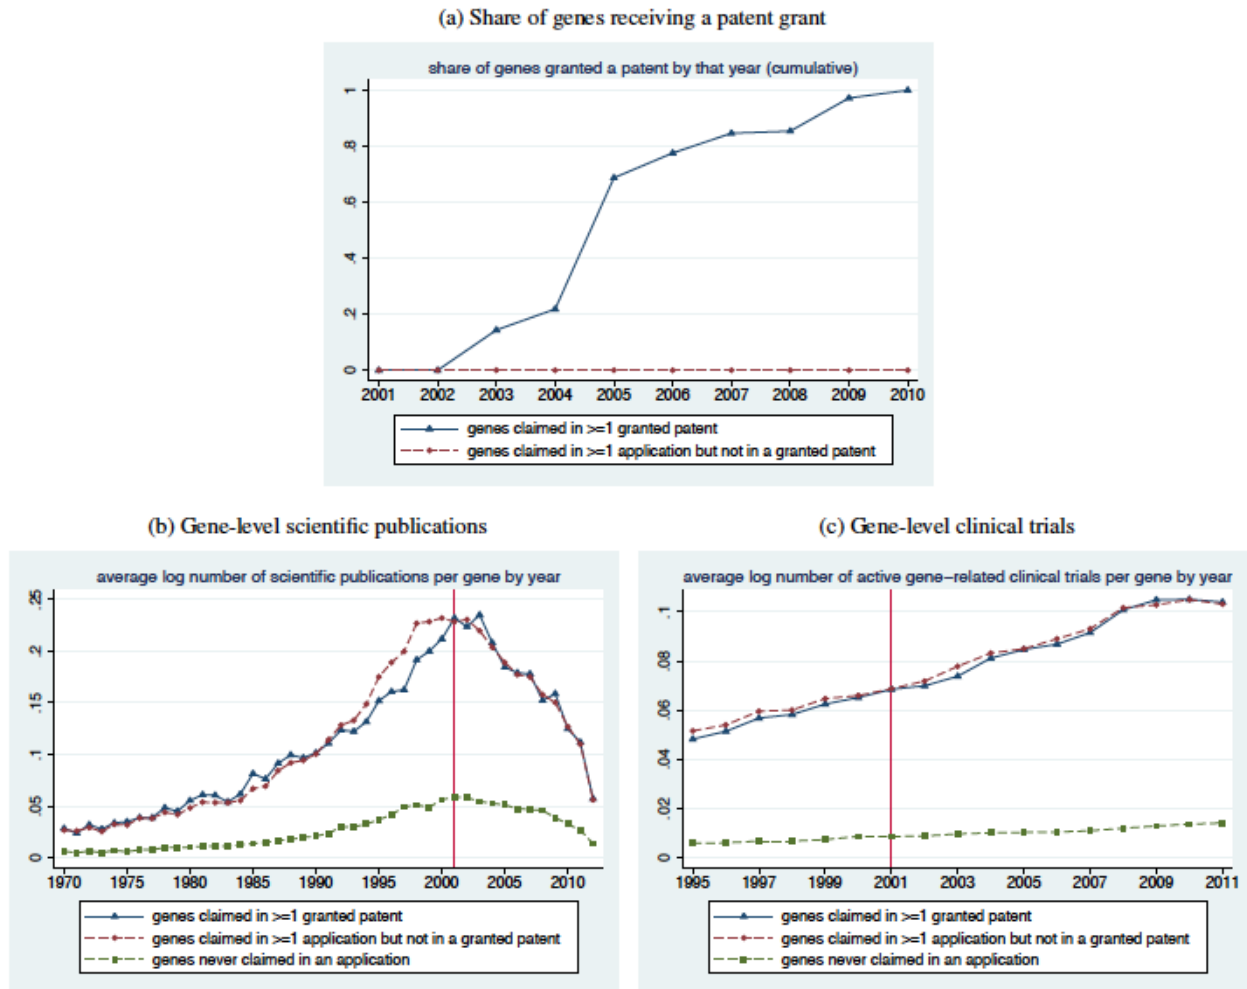 (a) Share of genes receiving a patent grant
share of genes granted a patent by that year (cumulative)
1
.8
.6
.4
.2
0
2001 2002 2003 2004 2005 2006 2007 2008 2009 2010
genes claimed in >=1 granted patent
genes claimed in >=1 application but not in a granted patent
(b) Gene-level scientific publications
average log number of scientific publications per gene by year
.25
.2
.15
.1
.05
0
1970 1975 1980 1985 1990 1995 2000 2005 2010
genes claimed in >=1 granted patent
genes claimed in >=1 application but not in a granted patent
genes never claimed in an application
(c) Gene-level clinical trials
average log number of active gene-related clinical trials per gene by year
.1
.08
.06
.04
.02
0
1995 1997 1999 2001 2003 2005 2007 2009 2011
genes claimed in >=1 granted patent
genes claimed in >=1 application but not in a granted patent
genes never claimed in an application